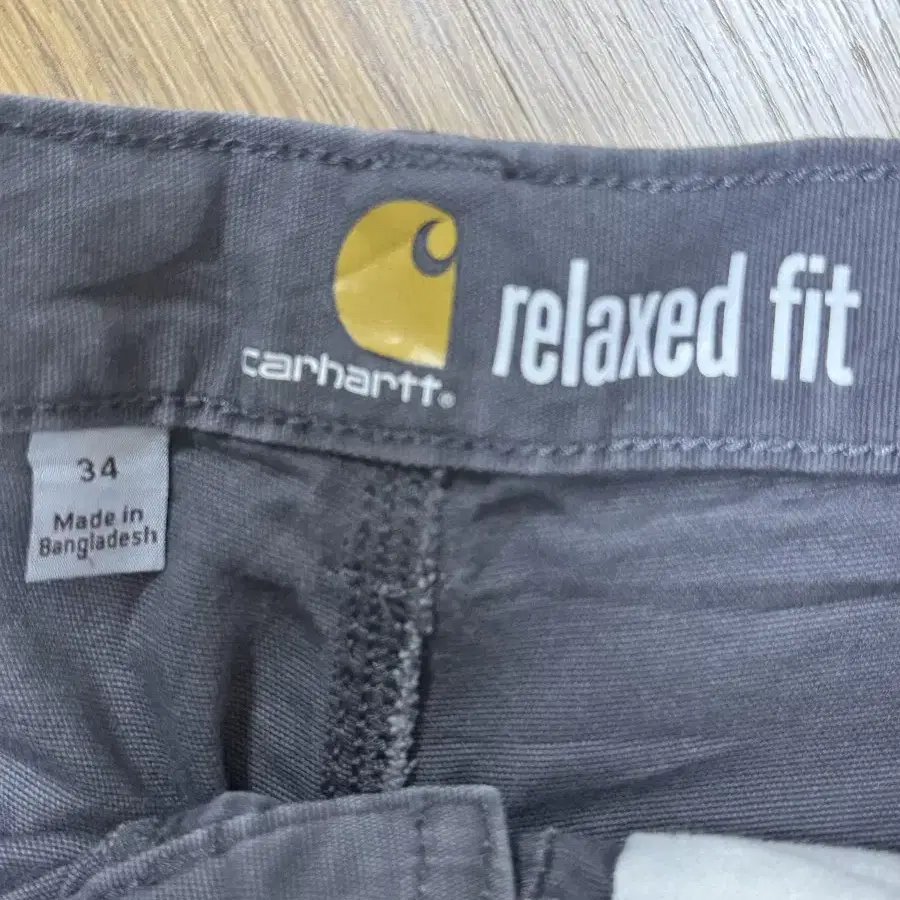 carhartt®
relaxed fit
34
Made in
Bangladesh